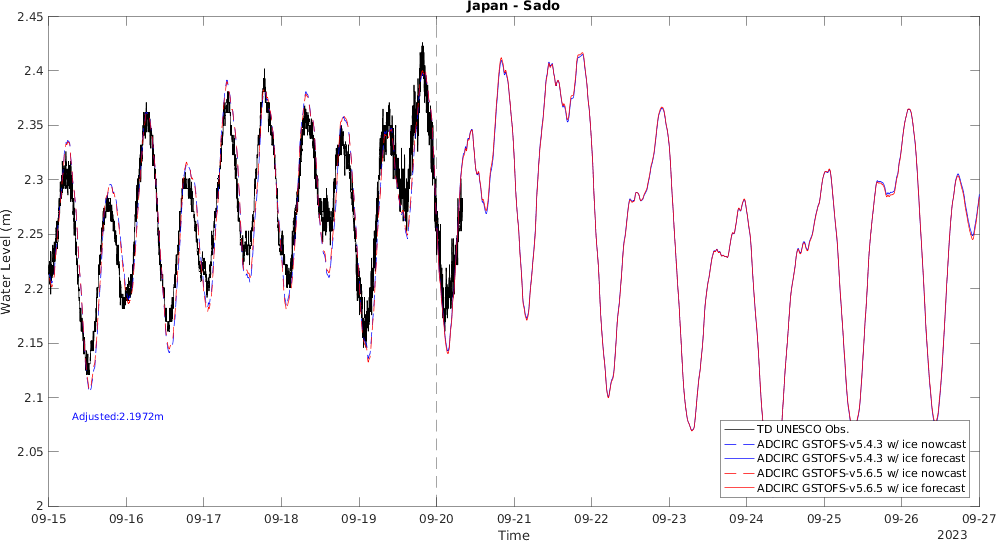 Japan - Sado
2.45
2.4
2.35
2.3
2.25
2.2
2.15
2.1
2.05
2
Water Level (m)
Adjusted:2.1972m
TD UNESCO Obs.
ADCIRC GSTOFS-v5.4.3 w/ ice nowcast
ADCIRC GSTOFS-v5.4.3 w/ ice forecast
ADCIRC GSTOFS-v5.6.5 w/ ice nowcast
ADCIRC GSTOFS-v5.6.5 w/ ice forecast
09-15 09-16 09-17 09-18 09-19 09-20 09-21 09-22 09-23 09-24 09-25 09-26 09-27
Time
2023